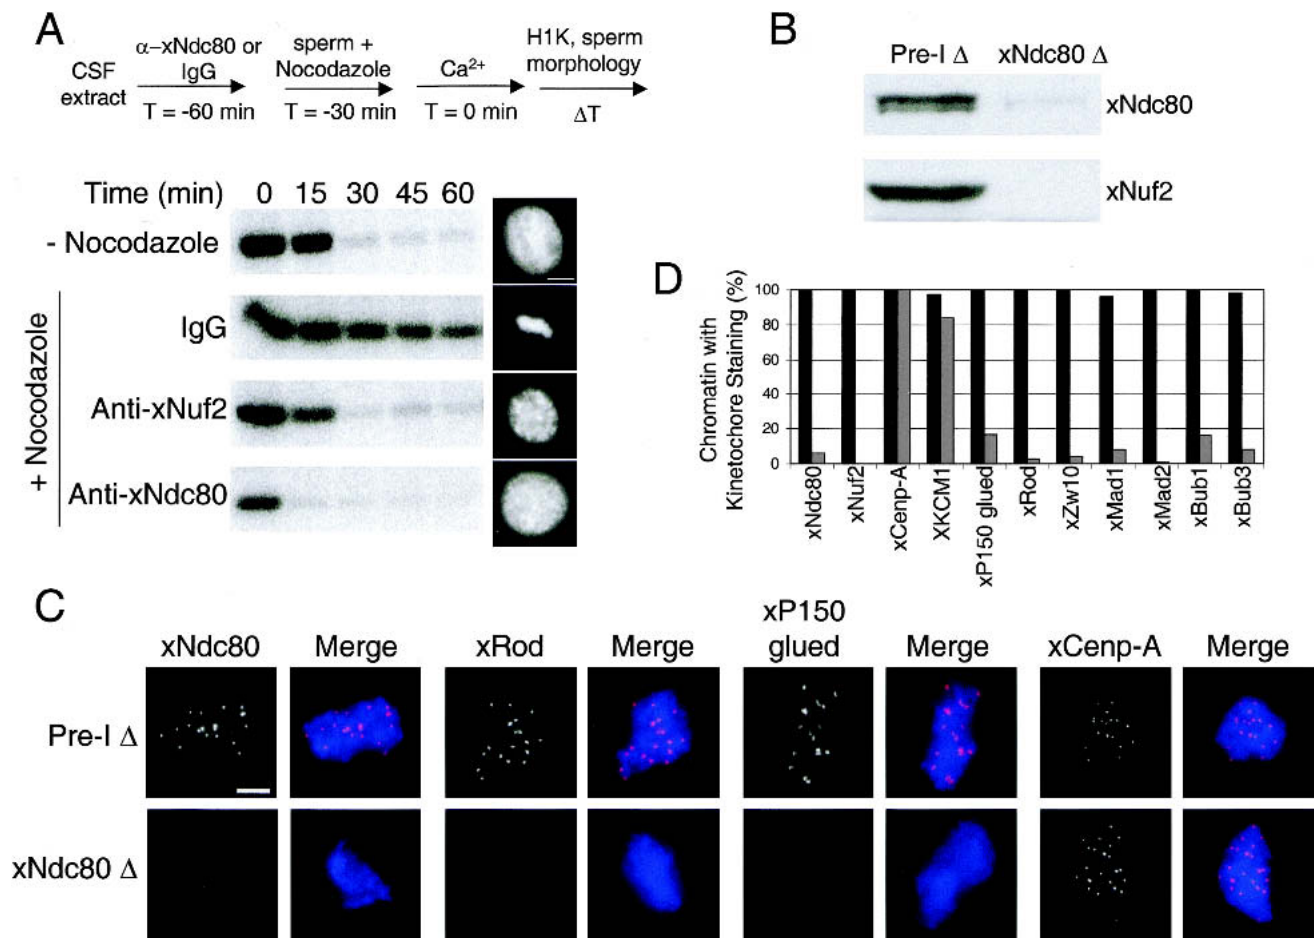 A
CSF extract
α–xNdc80 or IgG
T = -60 min
sperm + Nocodazole
T = -30 min
Ca²⁺
T = 0 min
H1K, sperm morphology
ΔT
Time (min) 0 15 30 45 60
- Nocodazole
+ Nocodazole
IgG
Anti-xNuf2
Anti-xNdc80
B
Pre-I Δ xNdc80 Δ
xNdc80
xNuf2
D
Chromatin with Kinetochore Staining (%)
100
80
60
40
20
0
xNdc80
xNuf2
xCenp-A
XKCM1
xP150 glued
xRod
xZw10
xMad1
xMad2
xBub1
xBub3
C
xNdc80 Merge xRod Merge xP150 glued Merge xCenp-A Merge
Pre-I Δ
xNdc80 Δ